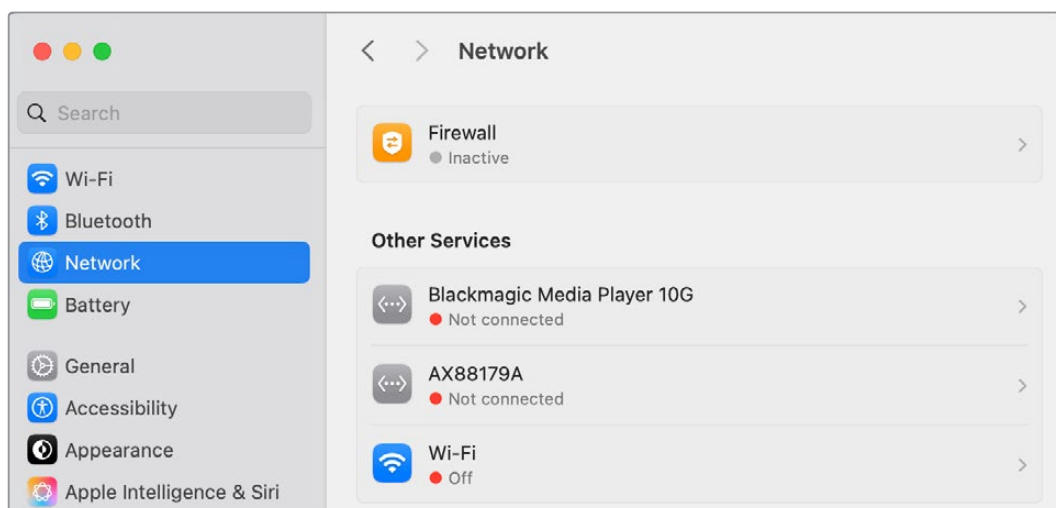 Search
Wi-Fi
Bluetooth
Network
Battery
General
Accessibility
Appearance
Apple Intelligence & Siri
Network
Firewall
Inactive
Other Services
Blackmagic Media Player 10G
Not connected
AX88179A
Not connected
Wi-Fi
Off